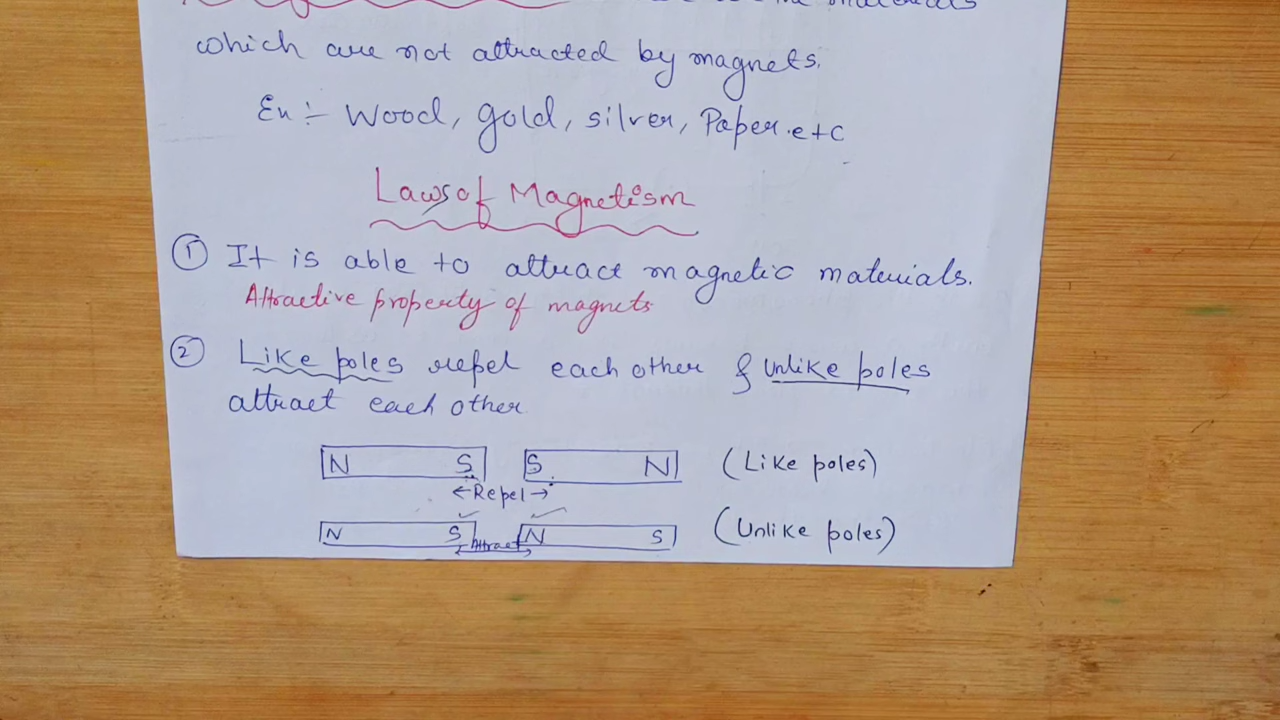 materials
which are not attracted by magnets.
Ex :- Wood, gold, silver, Paper.etc
Laws of Magnetism
① It is able to attract magnetic materials.
Attractive property of magnets
② Like poles repel each other & unlike poles
attract each other
N S S N (Like poles)
←Repel→
N S N S (Unlike poles)
Attract